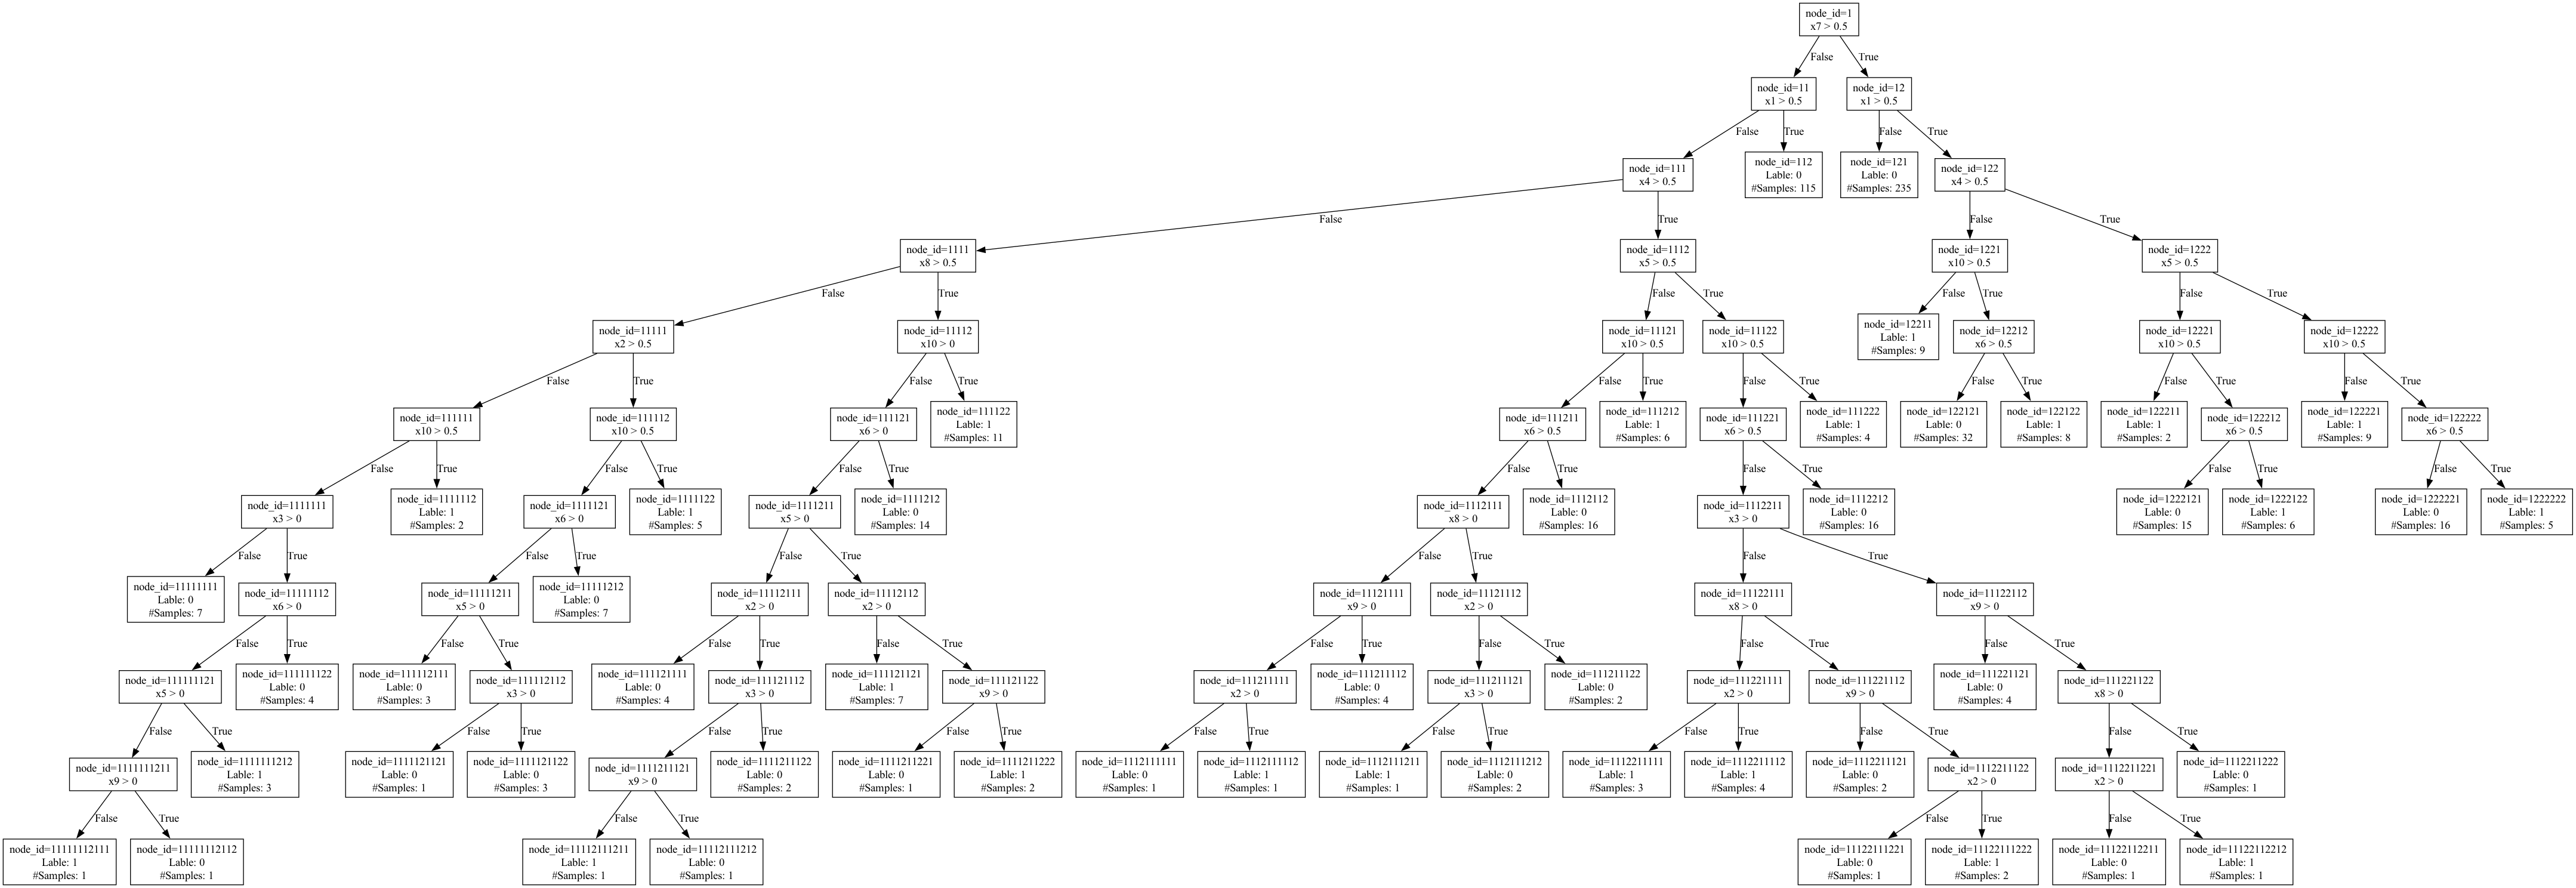 node_id=1
x7 > 0.5
False
True
node_id=11
x1 > 0.5
node_id=12
x1 > 0.5
False
True
False
True
node_id=111
x4 > 0.5
node_id=112
Lable: 0
#Samples: 115
node_id=121
Lable: 0
#Samples: 235
node_id=122
x4 > 0.5
False
True
False
True
node_id=1111
x8 > 0.5
node_id=1112
x5 > 0.5
node_id=1221
x10 > 0.5
node_id=1222
x5 > 0.5
False
True
False
True
False
True
False
True
node_id=11111
x2 > 0.5
node_id=11112
x10 > 0
node_id=11121
x10 > 0.5
node_id=11122
x10 > 0.5
node_id=12211
Lable: 1
#Samples: 9
node_id=12212
x6 > 0.5
node_id=12221
x10 > 0.5
node_id=12222
x10 > 0.5
False
True
False
True
False
True
False
True
False
True
False
True
False
True
node_id=111111
x10 > 0.5
node_id=111112
x10 > 0.5
node_id=111121
x6 > 0
node_id=111122
Lable: 1
#Samples: 11
node_id=111211
x6 > 0.5
node_id=111212
Lable: 1
#Samples: 6
node_id=111221
x6 > 0.5
node_id=111222
Lable: 1
#Samples: 4
node_id=122121
Lable: 0
#Samples: 32
node_id=122122
Lable: 1
#Samples: 8
node_id=122211
Lable: 1
#Samples: 2
node_id=122212
x6 > 0.5
node_id=122221
Lable: 1
#Samples: 9
node_id=122222
x6 > 0.5
False
True
False
True
False
True
False
True
False
True
False
True
False
True
node_id=1111111
x3 > 0
node_id=1111112
Lable: 1
#Samples: 2
node_id=1111121
x6 > 0
node_id=1111122
Lable: 1
#Samples: 5
node_id=1111211
x5 > 0
node_id=1111212
Lable: 0
#Samples: 14
node_id=1112111
x8 > 0
node_id=1112112
Lable: 0
#Samples: 16
node_id=1112211
x3 > 0
node_id=1112212
Lable: 0
#Samples: 16
node_id=1222121
Lable: 0
#Samples: 15
node_id=1222122
Lable: 1
#Samples: 6
node_id=1222221
Lable: 0
#Samples: 16
node_id=1222222
Lable: 1
#Samples: 5
False
True
False
True
False
True
False
True
False
True
node_id=11111111
Lable: 0
#Samples: 7
node_id=11111112
x6 > 0
node_id=11111211
x5 > 0
node_id=11111212
Lable: 0
#Samples: 7
node_id=11112111
x2 > 0
node_id=11112112
x2 > 0
node_id=11121111
x9 > 0
node_id=11121112
x2 > 0
node_id=11122111
x8 > 0
node_id=11122112
x9 > 0
False
True
False
True
False
True
False
True
False
True
False
True
False
True
False
True
node_id=111111121
x5 > 0
node_id=111111122
Lable: 0
#Samples: 4
node_id=111112111
Lable: 0
#Samples: 3
node_id=111112112
x3 > 0
node_id=111121111
Lable: 0
#Samples: 4
node_id=111121112
x3 > 0
node_id=111121121
Lable: 1
#Samples: 7
node_id=111121122
x9 > 0
node_id=111211111
x2 > 0
node_id=111211112
Lable: 0
#Samples: 4
node_id=111211121
x3 > 0
node_id=111211122
Lable: 0
#Samples: 2
node_id=111221111
x2 > 0
node_id=111221112
x9 > 0
node_id=111221121
Lable: 0
#Samples: 4
node_id=111221122
x8 > 0
False
True
False
True
False
True
False
True
False
True
False
True
False
True
False
True
False
True
node_id=1111111211
x9 > 0
node_id=1111111212
Lable: 1
#Samples: 3
node_id=1111121121
Lable: 0
#Samples: 1
node_id=1111121122
Lable: 0
#Samples: 3
node_id=1111211121
x9 > 0
node_id=1111211122
Lable: 0
#Samples: 2
node_id=1111211221
Lable: 0
#Samples: 1
node_id=1111211222
Lable: 1
#Samples: 2
node_id=1112111111
Lable: 0
#Samples: 1
node_id=1112111112
Lable: 1
#Samples: 1
node_id=1112111211
Lable: 1
#Samples: 1
node_id=1112111212
Lable: 0
#Samples: 2
node_id=1112211111
Lable: 1
#Samples: 3
node_id=1112211112
Lable: 1
#Samples: 4
node_id=1112211121
Lable: 0
#Samples: 2
node_id=1112211122
x2 > 0
node_id=1112211221
x2 > 0
node_id=1112211222
Lable: 0
#Samples: 1
False
True
False
True
False
True
False
True
node_id=11111112111
Lable: 1
#Samples: 1
node_id=11111112112
Lable: 0
#Samples: 1
node_id=11112111211
Lable: 1
#Samples: 1
node_id=11112111212
Lable: 0
#Samples: 1
node_id=11122111221
Lable: 0
#Samples: 1
node_id=11122111222
Lable: 1
#Samples: 2
node_id=11122112211
Lable: 0
#Samples: 1
node_id=11122112212
Lable: 1
#Samples: 1